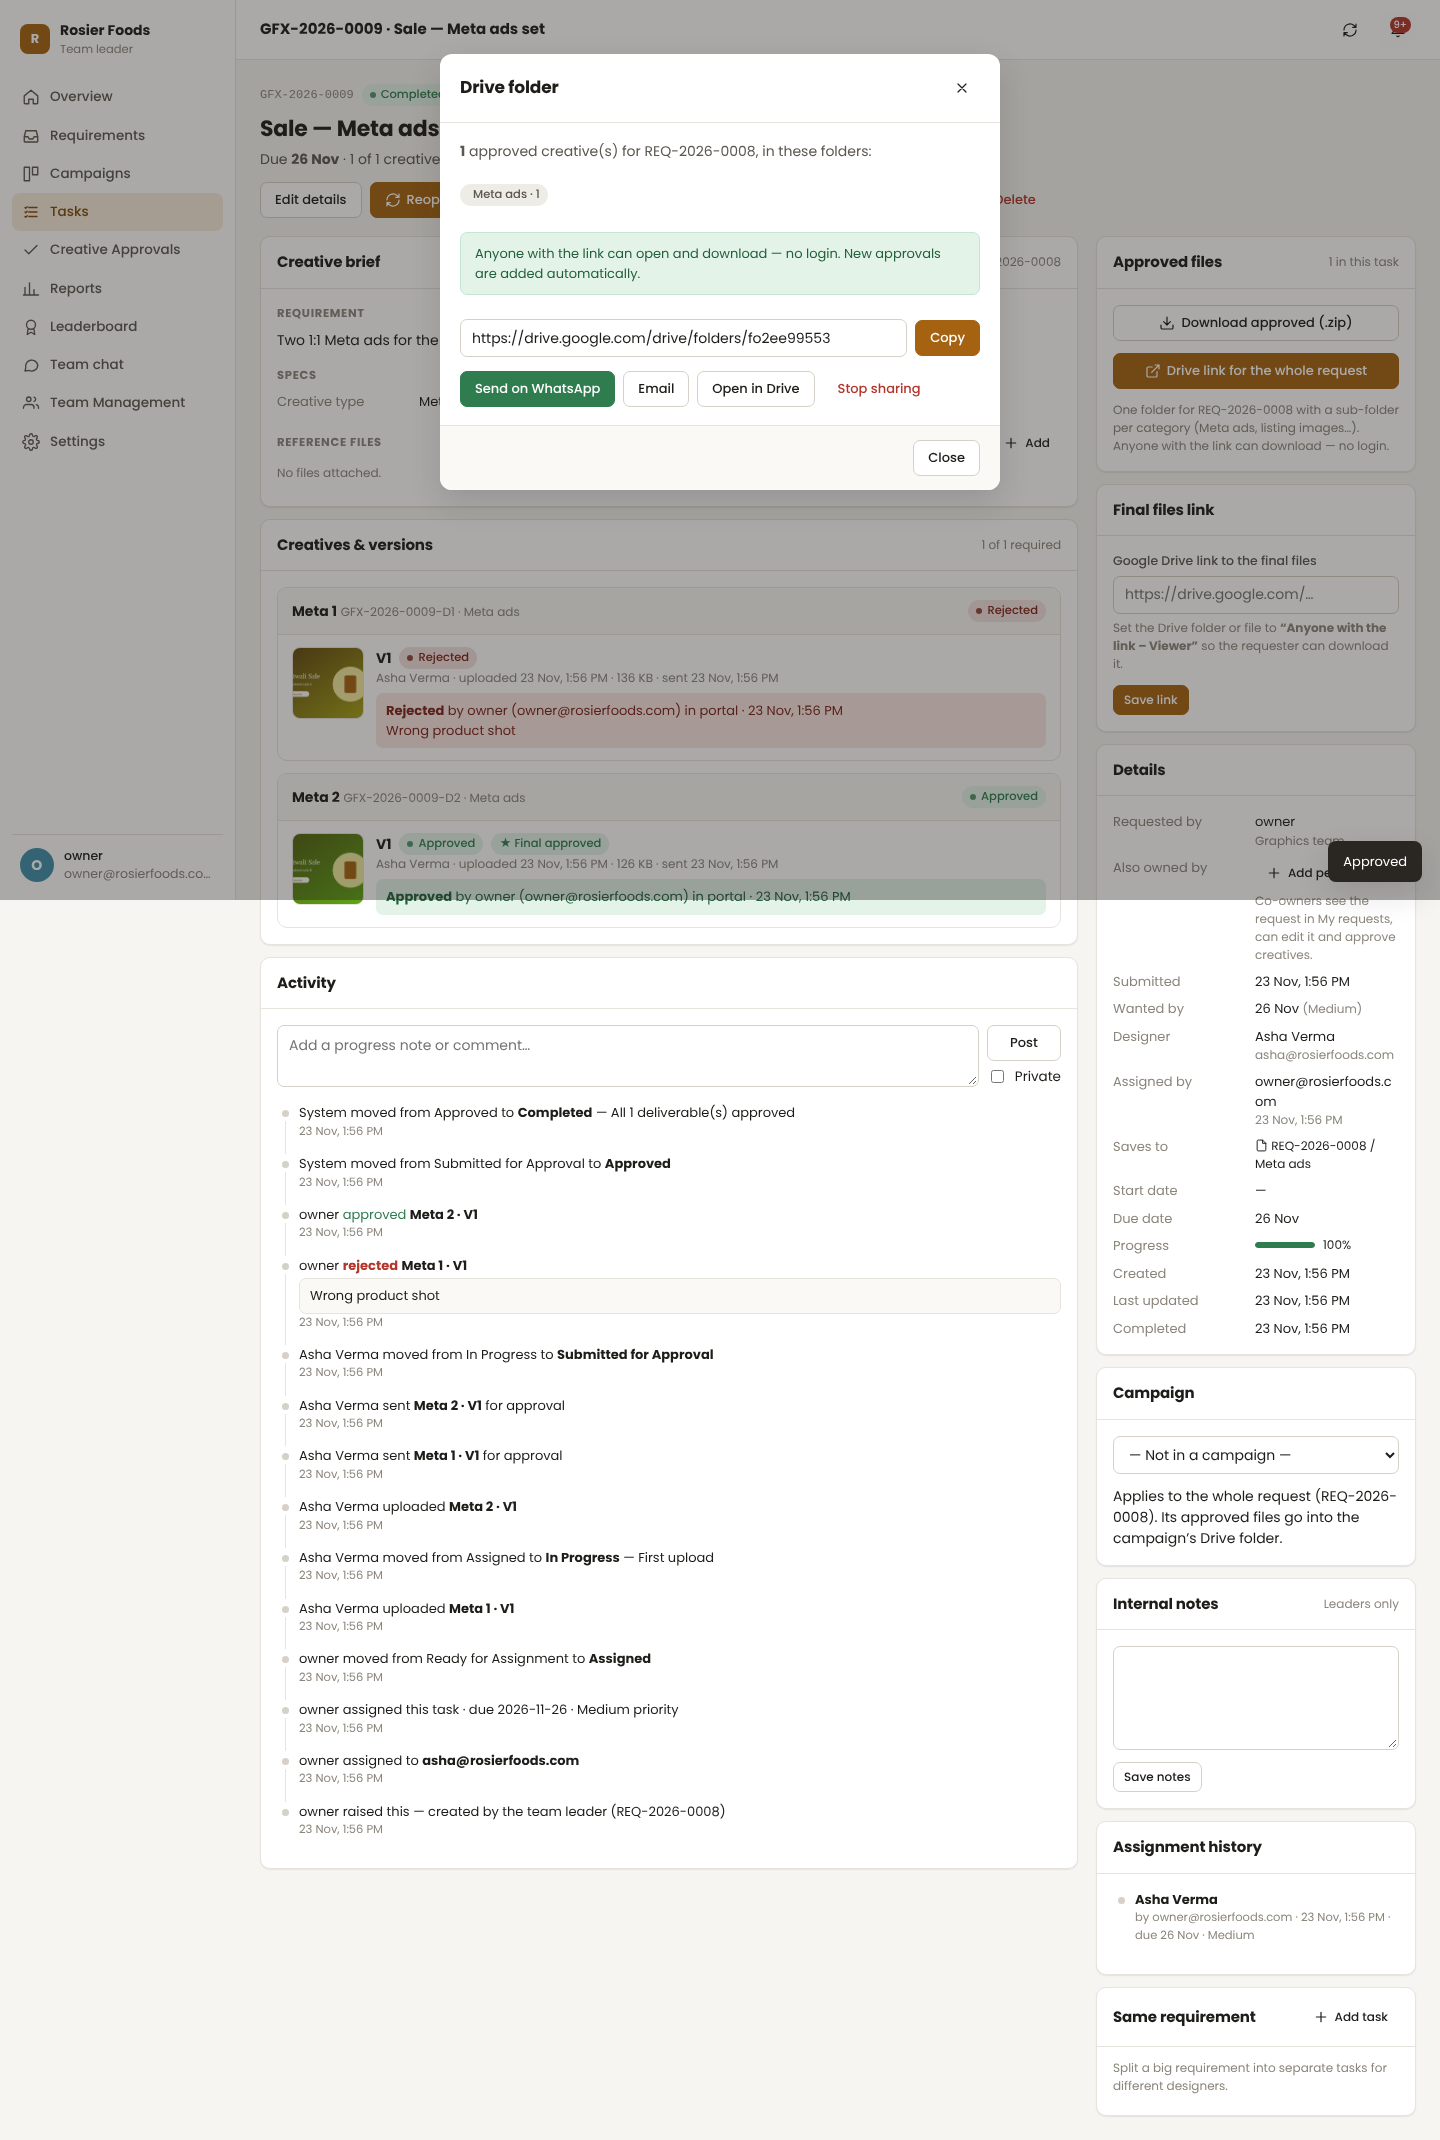 R
Rosier Foods
Team leader
Overview
Requirements
Campaigns
Tasks
Creative Approvals
Reports
Leaderboard
Team chat
Team Management
Settings
O
owner
owner@rosierfoods.co...
GFX-2026-0009 · Sale — Meta ads set
9+
GFX-2026-0009
Sale — Meta ads
Due 26 Nov · 1 of 1 creative
Edit details
Delete
Drive folder
1 approved creative(s) for REQ-2026-0008, in these folders:
Meta ads · 1
Anyone with the link can open and download — no login. New approvals
are added automatically.
https://drive.google.com/drive/folders/fo2ee99553
Copy
Send on WhatsApp
Email
Open in Drive
Stop sharing
Close
Creative brief
REQUIREMENT
Two 1:1 Meta ads for the
SPECS
Creative type
REFERENCE FILES
Add
No files attached.
Creatives & versions
1 of 1 required
Meta 1 GFX-2026-0009-D1 · Meta ads
Rejected
V1 Rejected
Asha Verma · uploaded 23 Nov, 1:56 PM · 136 KB · sent 23 Nov, 1:56 PM
Rejected by owner (owner@rosierfoods.com) in portal · 23 Nov, 1:56 PM
Wrong product shot
Meta 2 GFX-2026-0009-D2 · Meta ads
Approved
V1 Approved ★ Final approved
Asha Verma · uploaded 23 Nov, 1:56 PM · 126 KB · sent 23 Nov, 1:56 PM
Approved by owner (owner@rosierfoods.com) in portal · 23 Nov, 1:56 PM
Activity
Add a progress note or comment...
Post
Private
System moved from Approved to Completed — All 1 deliverable(s) approved
23 Nov, 1:56 PM
System moved from Submitted for Approval to Approved
23 Nov, 1:56 PM
owner approved Meta 2 · V1
23 Nov, 1:56 PM
owner rejected Meta 1 · V1
Wrong product shot
23 Nov, 1:56 PM
Asha Verma moved from In Progress to Submitted for Approval
23 Nov, 1:56 PM
Asha Verma sent Meta 2 · V1 for approval
23 Nov, 1:56 PM
Asha Verma sent Meta 1 · V1 for approval
23 Nov, 1:56 PM
Asha Verma uploaded Meta 2 · V1
23 Nov, 1:56 PM
Asha Verma moved from Assigned to In Progress — First upload
23 Nov, 1:56 PM
Asha Verma uploaded Meta 1 · V1
23 Nov, 1:56 PM
owner moved from Ready for Assignment to Assigned
23 Nov, 1:56 PM
owner assigned this task · due 2026-11-26 · Medium priority
23 Nov, 1:56 PM
owner assigned to asha@rosierfoods.com
23 Nov, 1:56 PM
owner raised this — created by the team leader (REQ-2026-0008)
23 Nov, 1:56 PM
Approved files
1 in this task
Download approved (.zip)
Drive link for the whole request
One folder for REQ-2026-0008 with a sub-folder
per category (Meta ads, listing images...).
Anyone with the link can download — no login.
Final files link
Google Drive link to the final files
https://drive.google.com/...
Set the Drive folder or file to “Anyone with the
link – Viewer” so the requester can download
it.
Save link
Details
Requested by
owner
Graphics team
Also owned by
Approved
Co-owners see the
request in My requests,
can edit it and approve
creatives.
Submitted
23 Nov, 1:56 PM
Wanted by
26 Nov (Medium)
Designer
Asha Verma
asha@rosierfoods.com
Assigned by
owner@rosierfoods.c
om
23 Nov, 1:56 PM
Saves to
REQ-2026-0008 /
Meta ads
Start date
—
Due date
26 Nov
Progress
100%
Created
23 Nov, 1:56 PM
Last updated
23 Nov, 1:56 PM
Completed
23 Nov, 1:56 PM
Campaign
— Not in a campaign —
Applies to the whole request (REQ-2026-
0008). Its approved files go into the
campaign’s Drive folder.
Internal notes
Leaders only
Save notes
Assignment history
Asha Verma
by owner@rosierfoods.com · 23 Nov, 1:56 PM ·
due 26 Nov · Medium
Same requirement
Add task
Split a big requirement into separate tasks for
different designers.